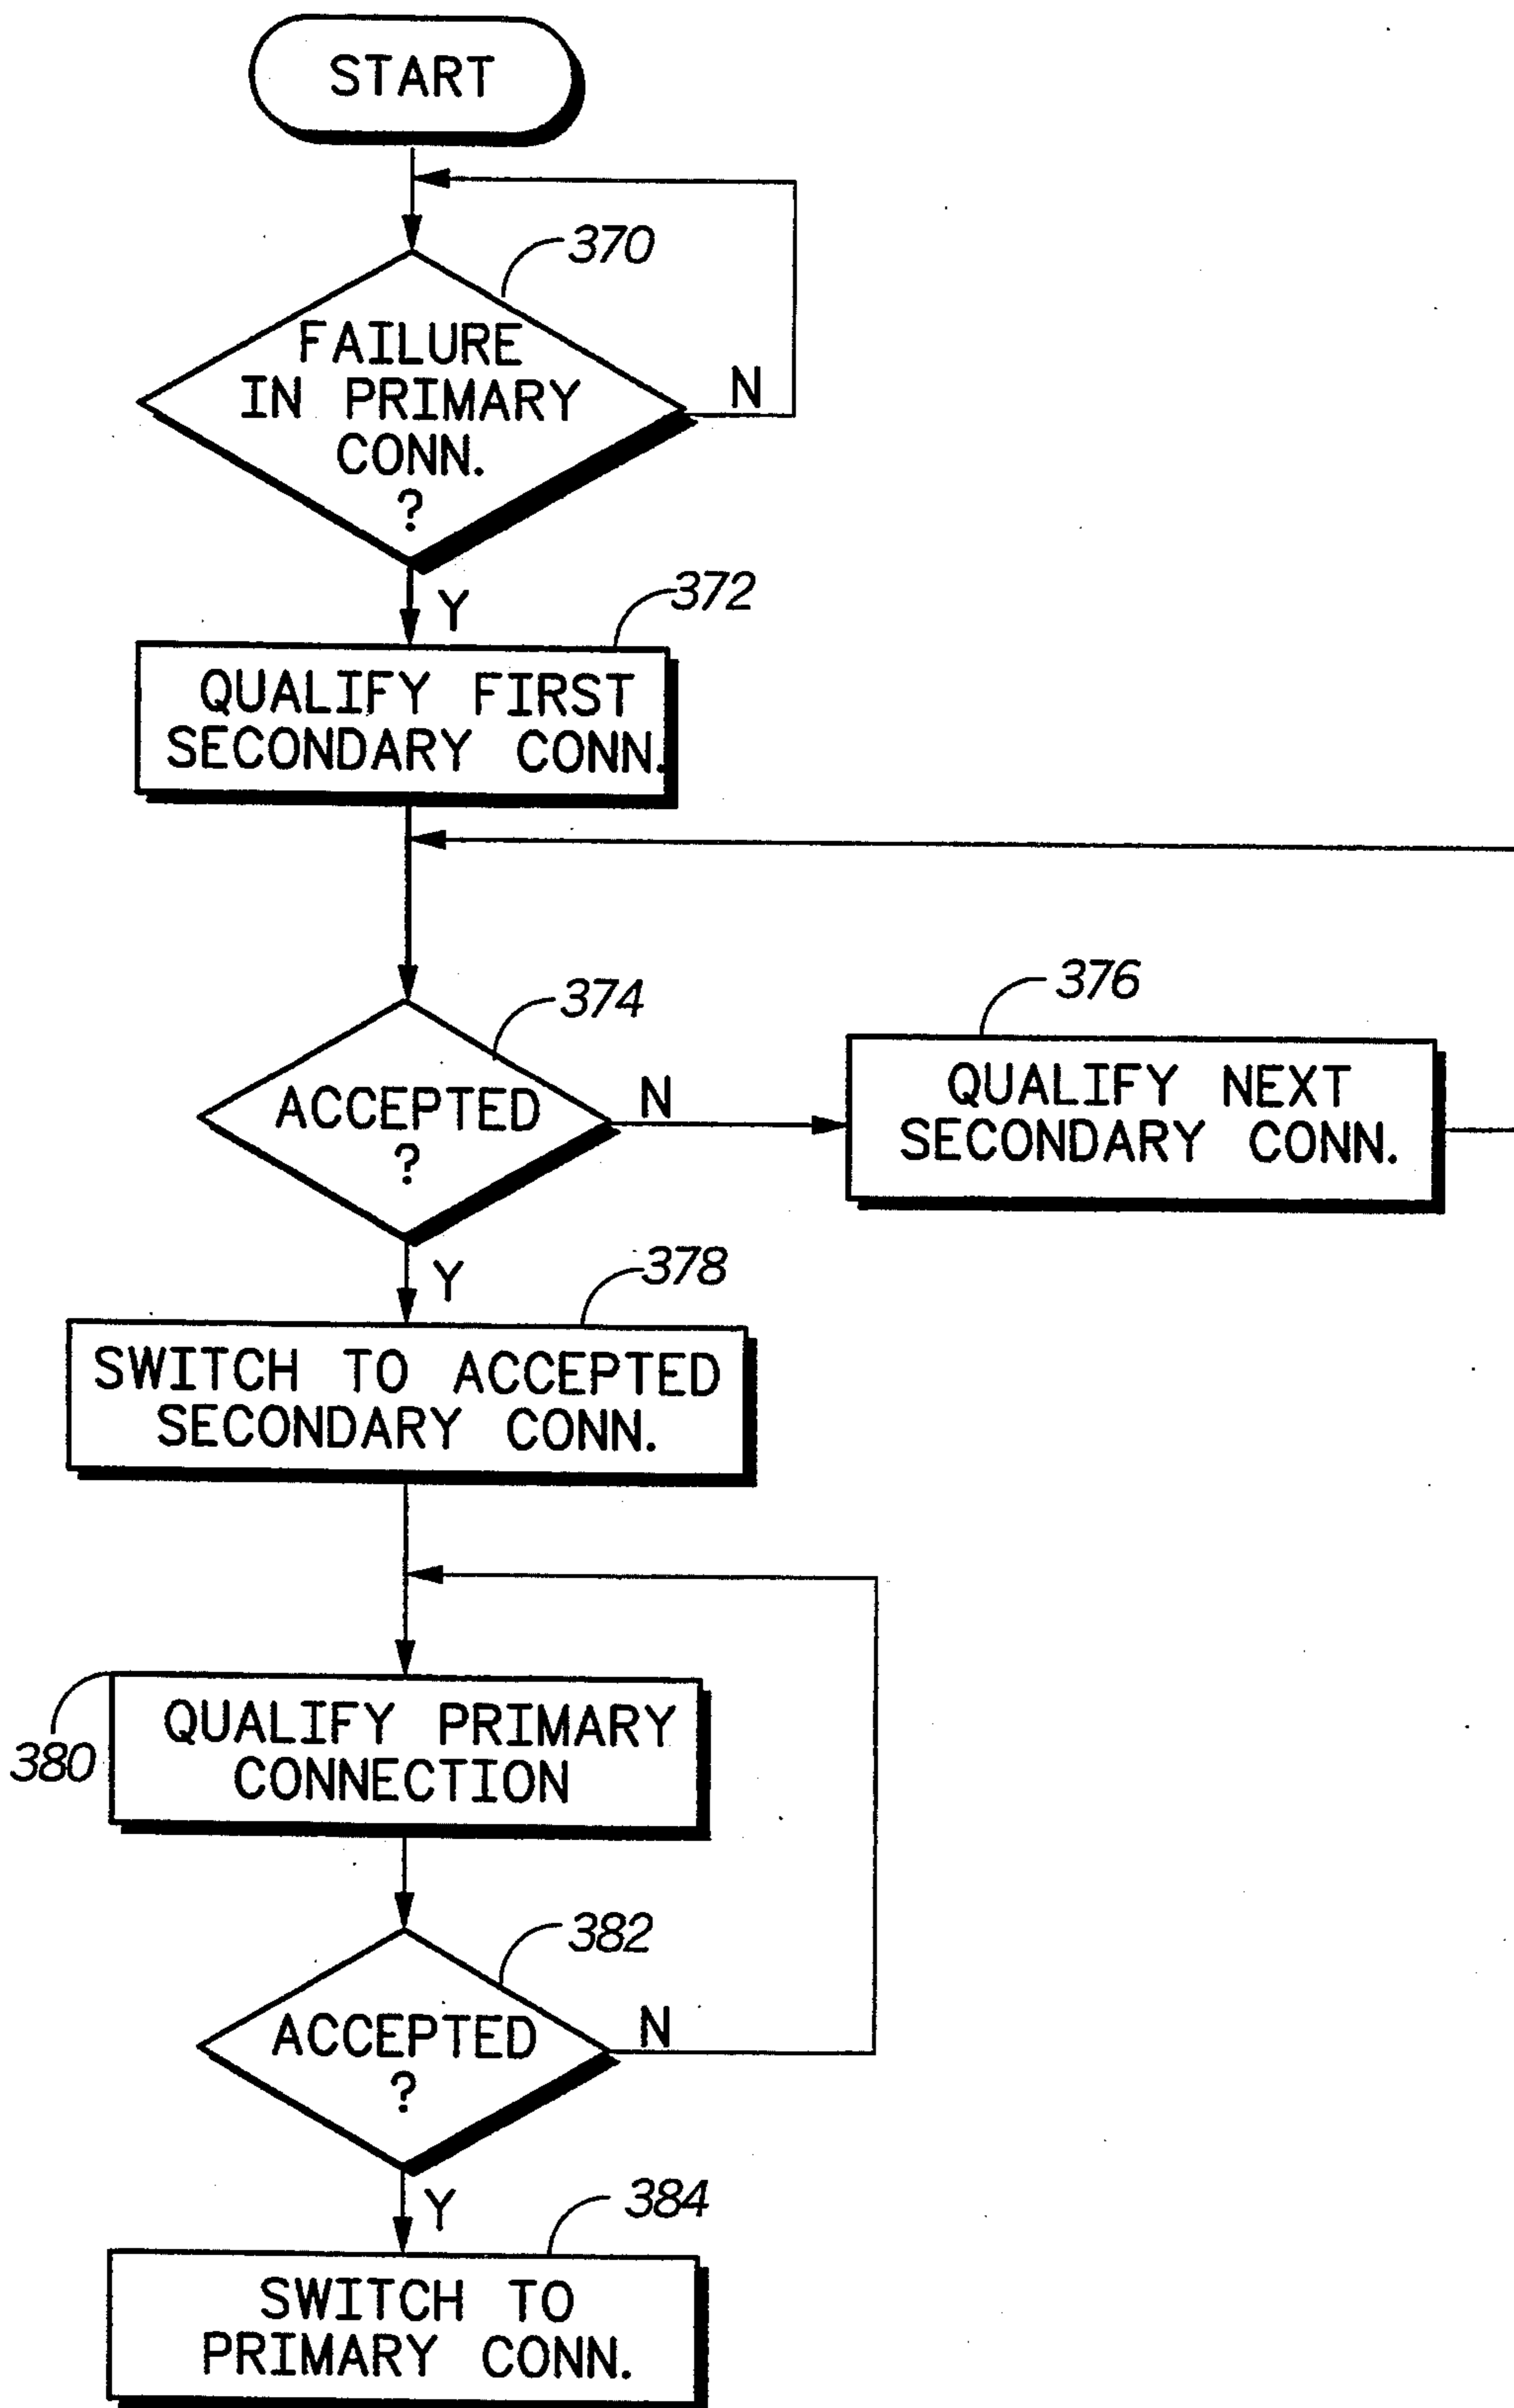 START
370
FAILURE
IN PRIMARY
CONN.
?
N
Y
372
QUALIFY FIRST
SECONDARY CONN.
374
ACCEPTED
?
N
376
QUALIFY NEXT
SECONDARY CONN.
Y
378
SWITCH TO ACCEPTED
SECONDARY CONN.
380
QUALIFY PRIMARY
CONNECTION
382
ACCEPTED
?
N
Y
384
SWITCH TO
PRIMARY CONN.